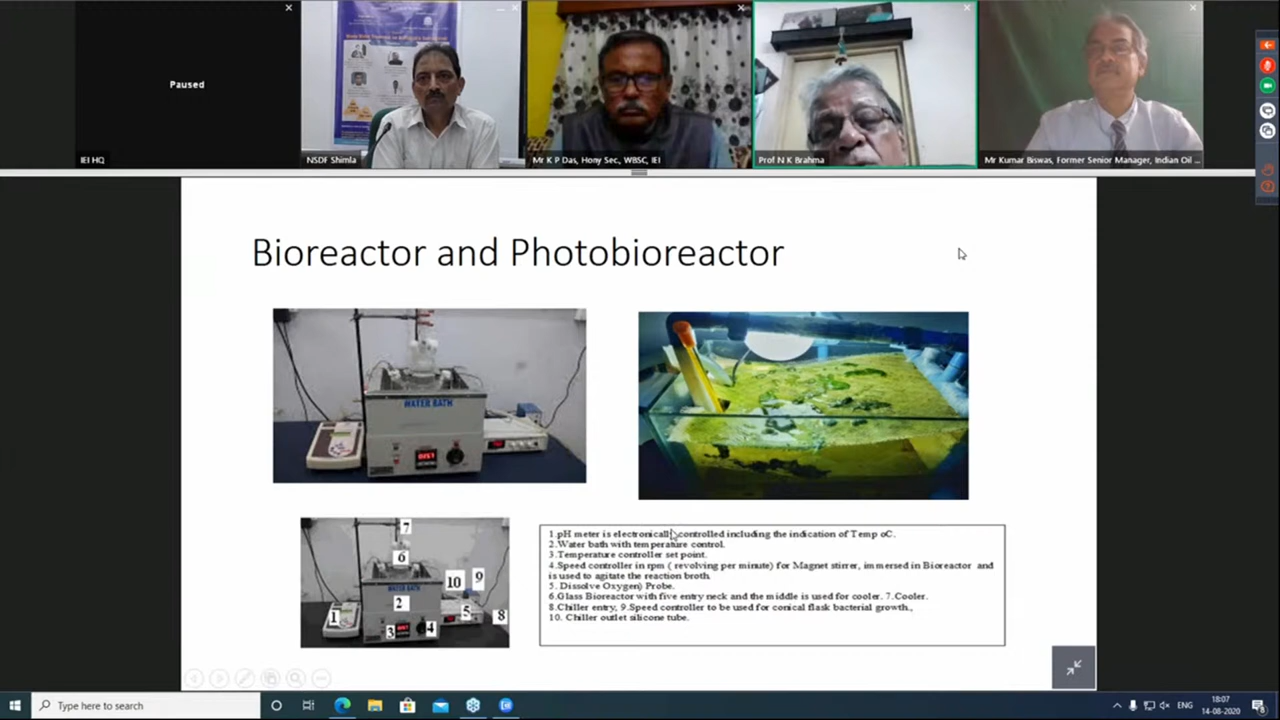 Paused
IEI HQ
NSDF Shimla
Mr K P Das, Hony Sec., WBSC, IEI
Prof N K Brahma
Mr Kumar Biswas, Former Senior Manager, Indian Oil ...
Bioreactor and Photobioreactor
WATER BATH
7
6
10
9
2
1
5
8
3
4
1.pH meter is electronically controlled including the indication of Temp oC.
2.Water bath with temperature control.
3.Temperature controller set point.
4.Speed controller in rpm ( revolving per minute) for Magnet stirrer, immersed in Bioreactor and
is used to agitate the reaction broth.
5. Dissolve Oxygen) Probe.
6.Glass Bioreactor with five entry neck and the middle is used for cooler. 7.Cooler.
8.Chiller entry, 9.Speed controller to be used for conical flask bacterial growth.,
10. Chiller outlet silicone tube.
Type here to search
ENG
18:07
14-08-2020